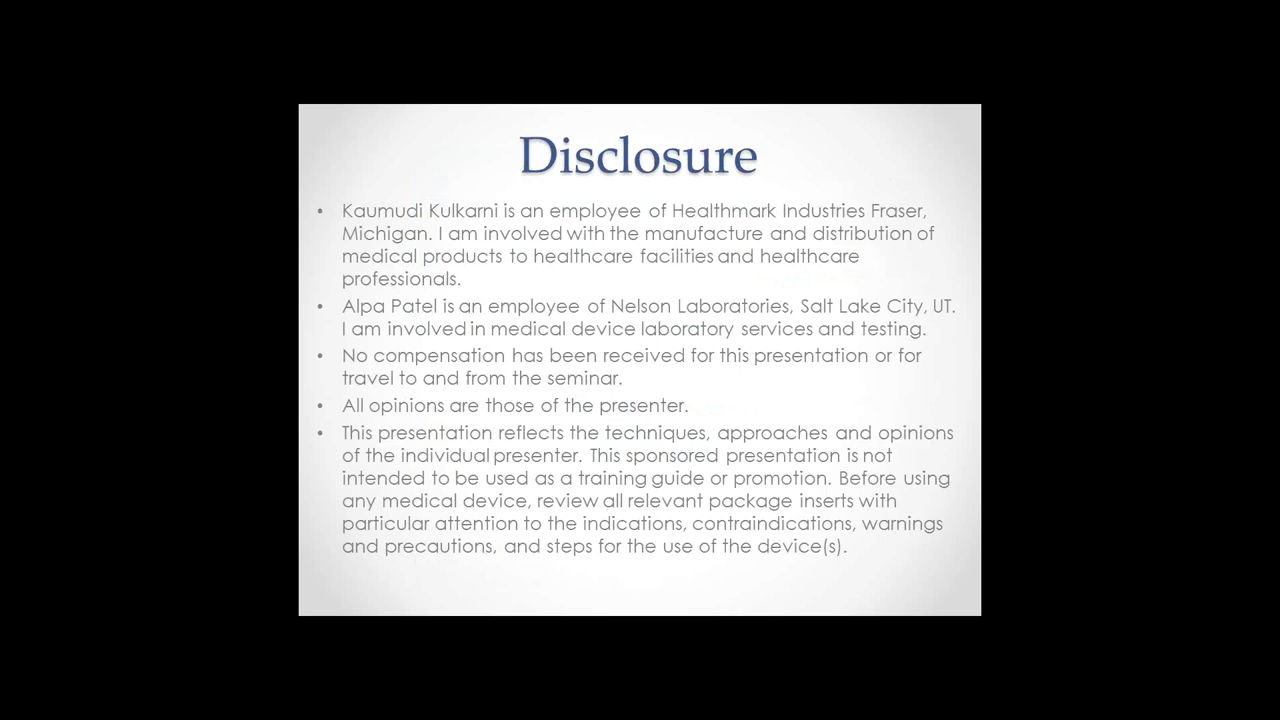 Disclosure
• Kaumudi Kulkarni is an employee of Healthmark Industries Fraser,
Michigan. I am involved with the manufacture and distribution of
medical products to healthcare facilities and healthcare
professionals.
• Alpa Patel is an employee of Nelson Laboratories, Salt Lake City, UT.
I am involved in medical device laboratory services and testing.
• No compensation has been received for this presentation or for
travel to and from the seminar.
• All opinions are those of the presenter.
• This presentation reflects the techniques, approaches and opinions
of the individual presenter. This sponsored presentation is not
intended to be used as a training guide or promotion. Before using
any medical device, review all relevant package inserts with
particular attention to the indications, contraindications, warnings
and precautions, and steps for the use of the device(s).